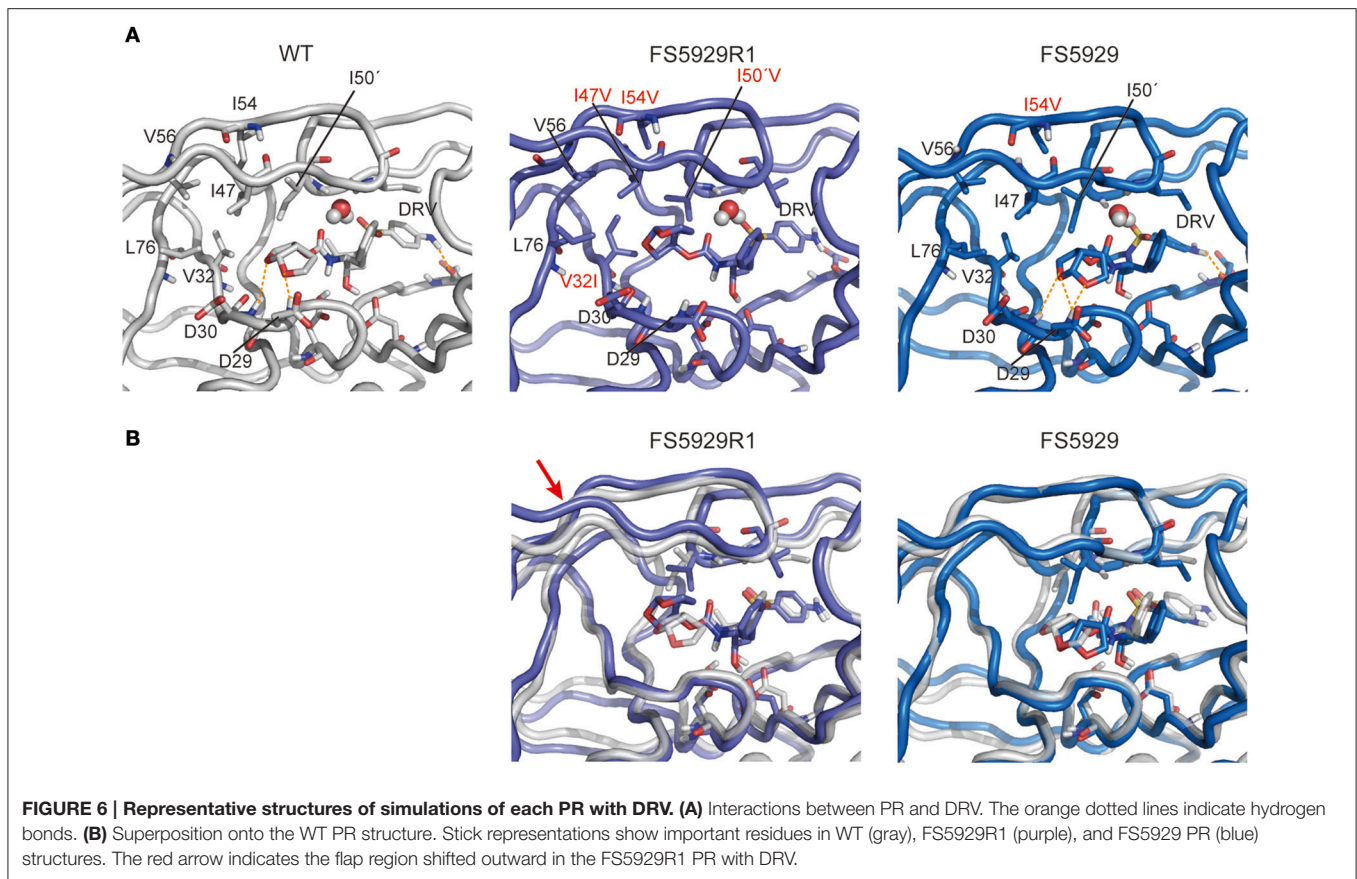 A
WT
FS5929R1
FS5929
I50´
I54
V56
I47
DRV
L76
V32
D30
D29
I50´V
I47V
I54V
V56
DRV
L76
V32I
D30
D29
I50´
I54V
V56
I47
DRV
L76
V32
D30
D29
B
FS5929R1
FS5929
FIGURE 6 | Representative structures of simulations of each PR with DRV. (A) Interactions between PR and DRV. The orange dotted lines indicate hydrogen
bonds. (B) Superposition onto the WT PR structure. Stick representations show important residues in WT (gray), FS5929R1 (purple), and FS5929 PR (blue)
structures. The red arrow indicates the flap region shifted outward in the FS5929R1 PR with DRV.